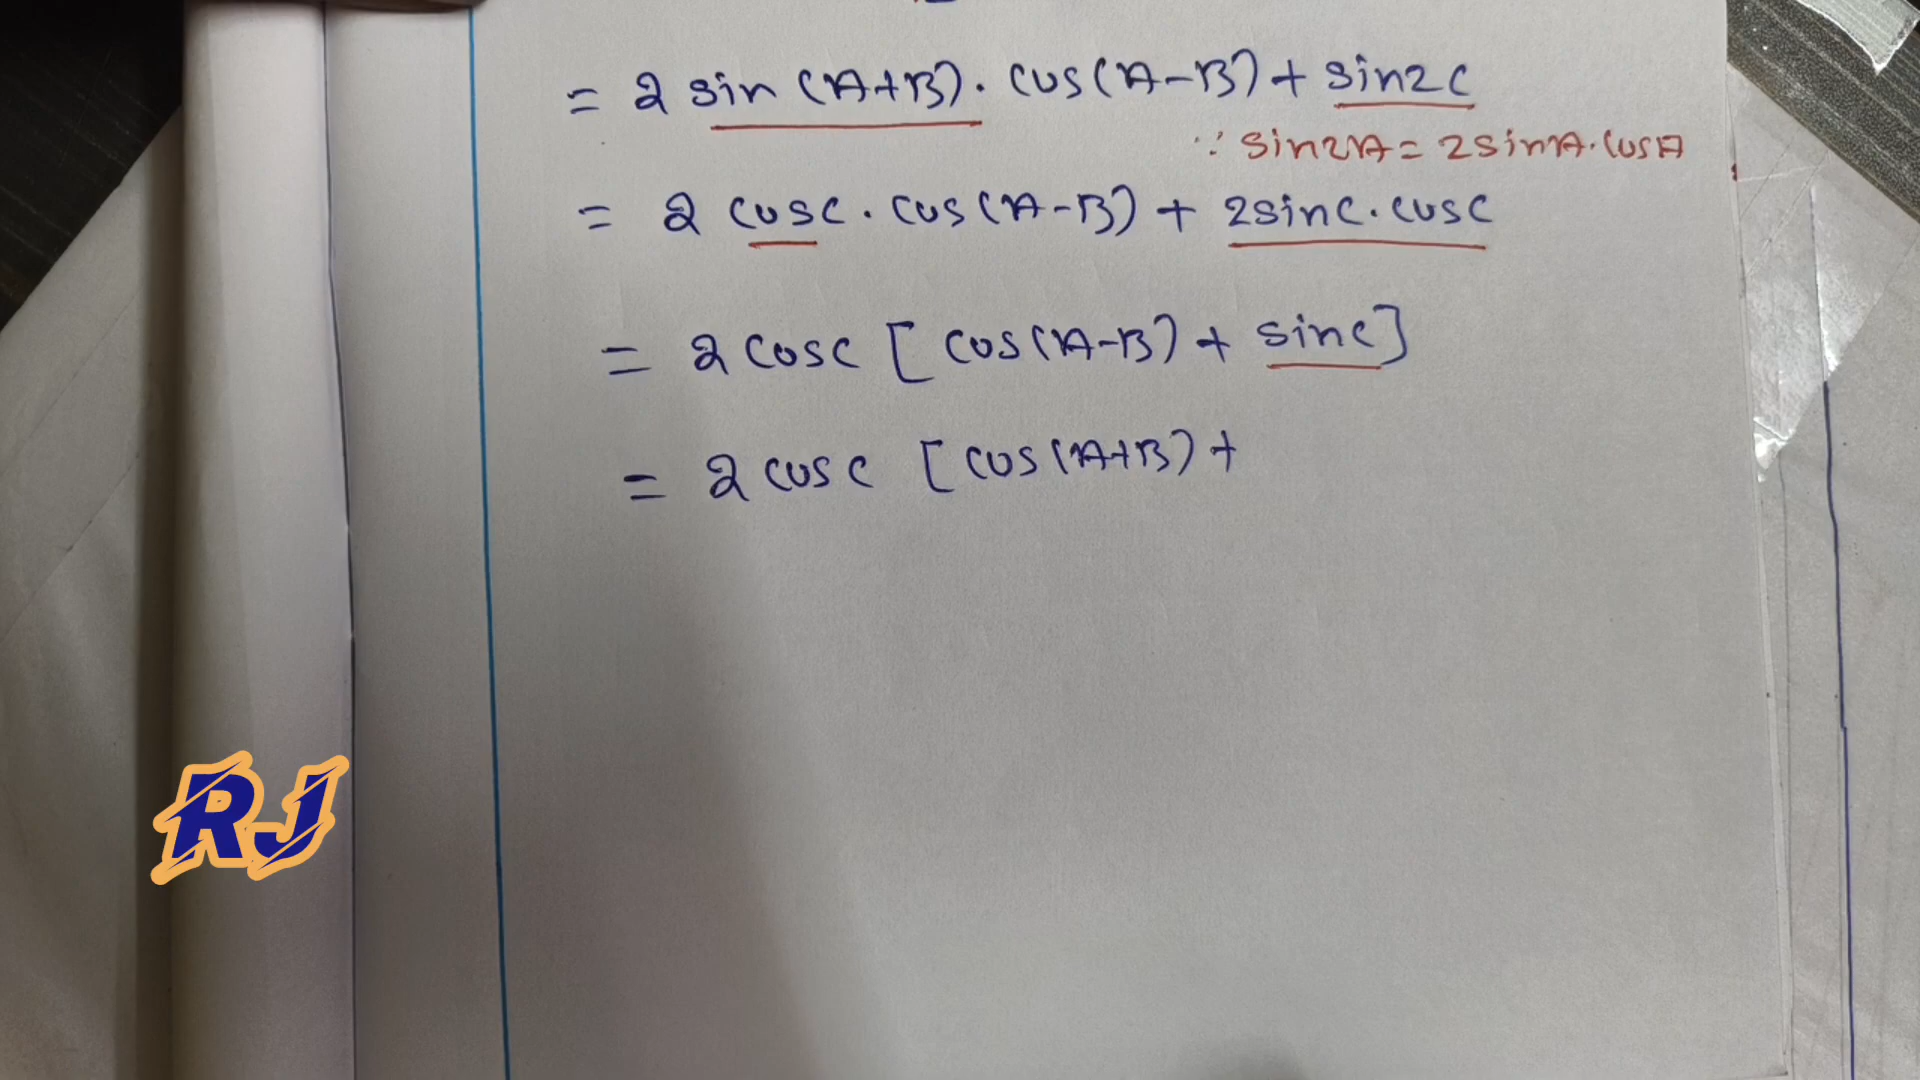 = 2 sin (A+B). cos(A-B) + sin2C
∵ sin2A = 2sinA.cosA
= 2 cosC . cos(A-B) + 2sinC.cosC
= 2 cosC [ cos(A-B) + sinC]
= 2 cosC [cos(A+B) +
RJ